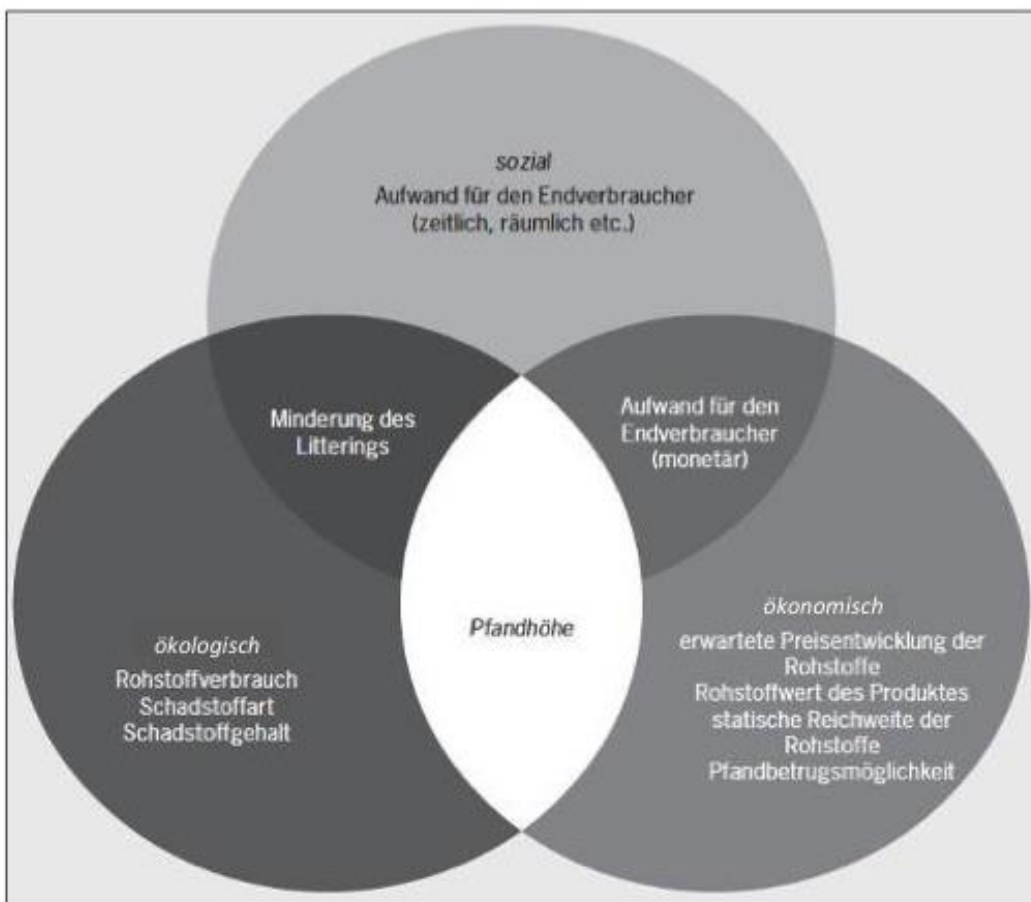 sozial
Aufwand für den Endverbraucher
(zeitlich, räumlich etc.)
Minderung des
Litterings
Aufwand für den
Endverbraucher
(monetär)
Pfandhöhe
ökologisch
Rohstoffverbrauch
Schadstoffart
Schadstoffgehalt
ökonomisch
erwartete Preisentwicklung der
Rohstoffe
Rohstoffwert des Produktes
statische Reichweite der
Rohstoffe
Pfandbetrugsmöglichkeit